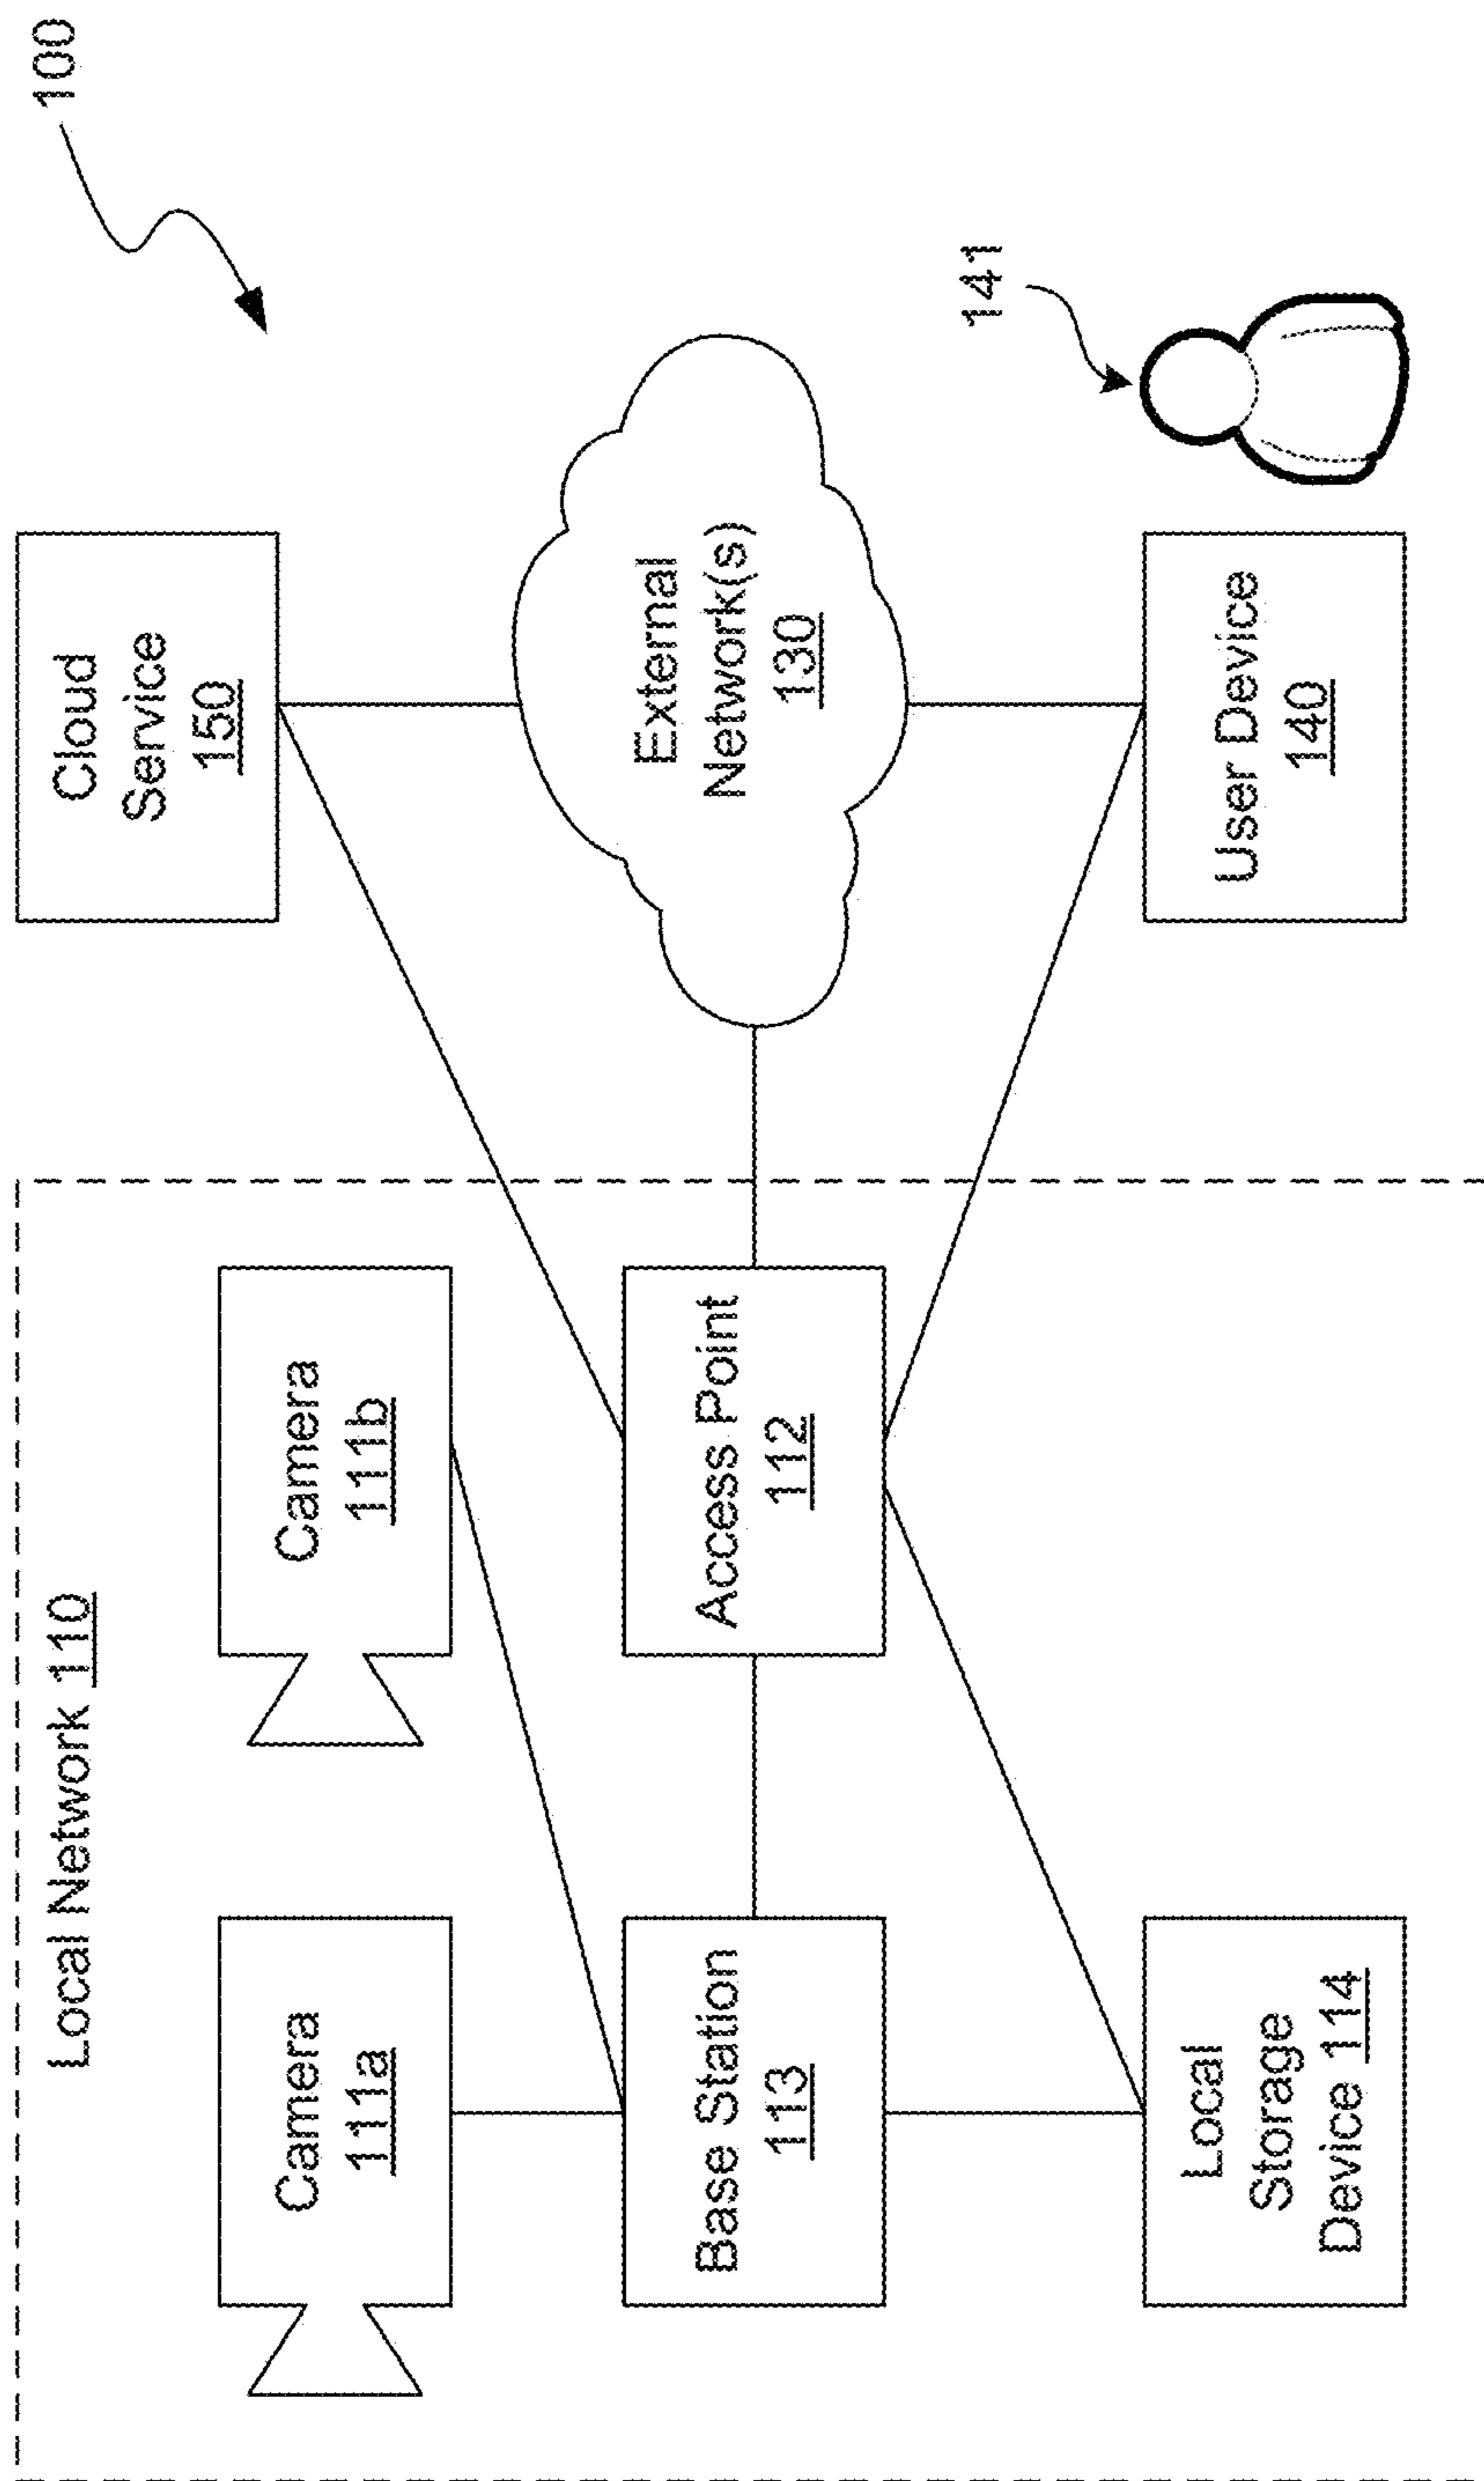 100
Local Network 110
Cloud
Service
150
Camera
111a
Camera
111b
External
Network(s)
130
Base Station
113
Access Point
112
141
Local
Storage
Device 114
User Device
140